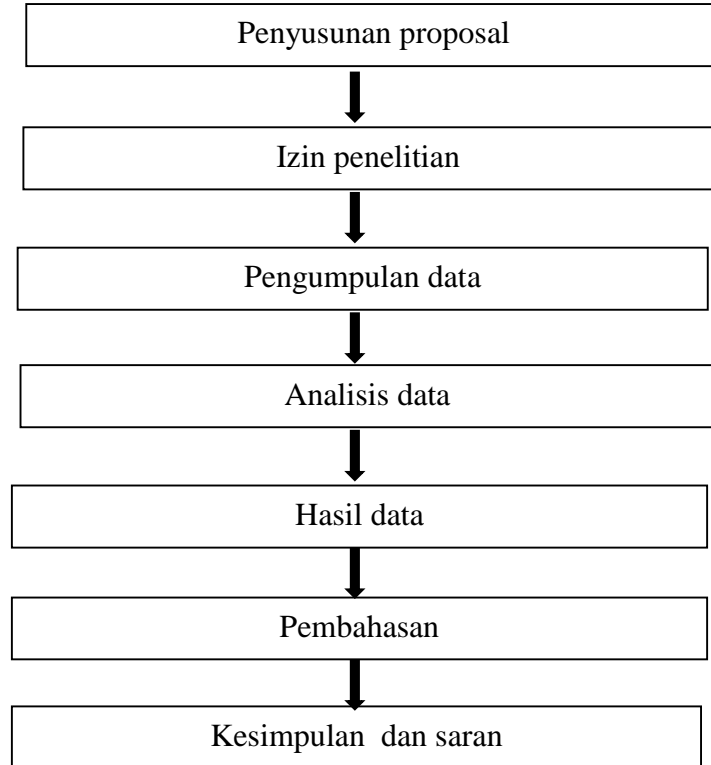 Penyusunan proposal
Izin penelitian
Pengumpulan data
Analisis data
Hasil data
Pembahasan
Kesimpulan  dan saran